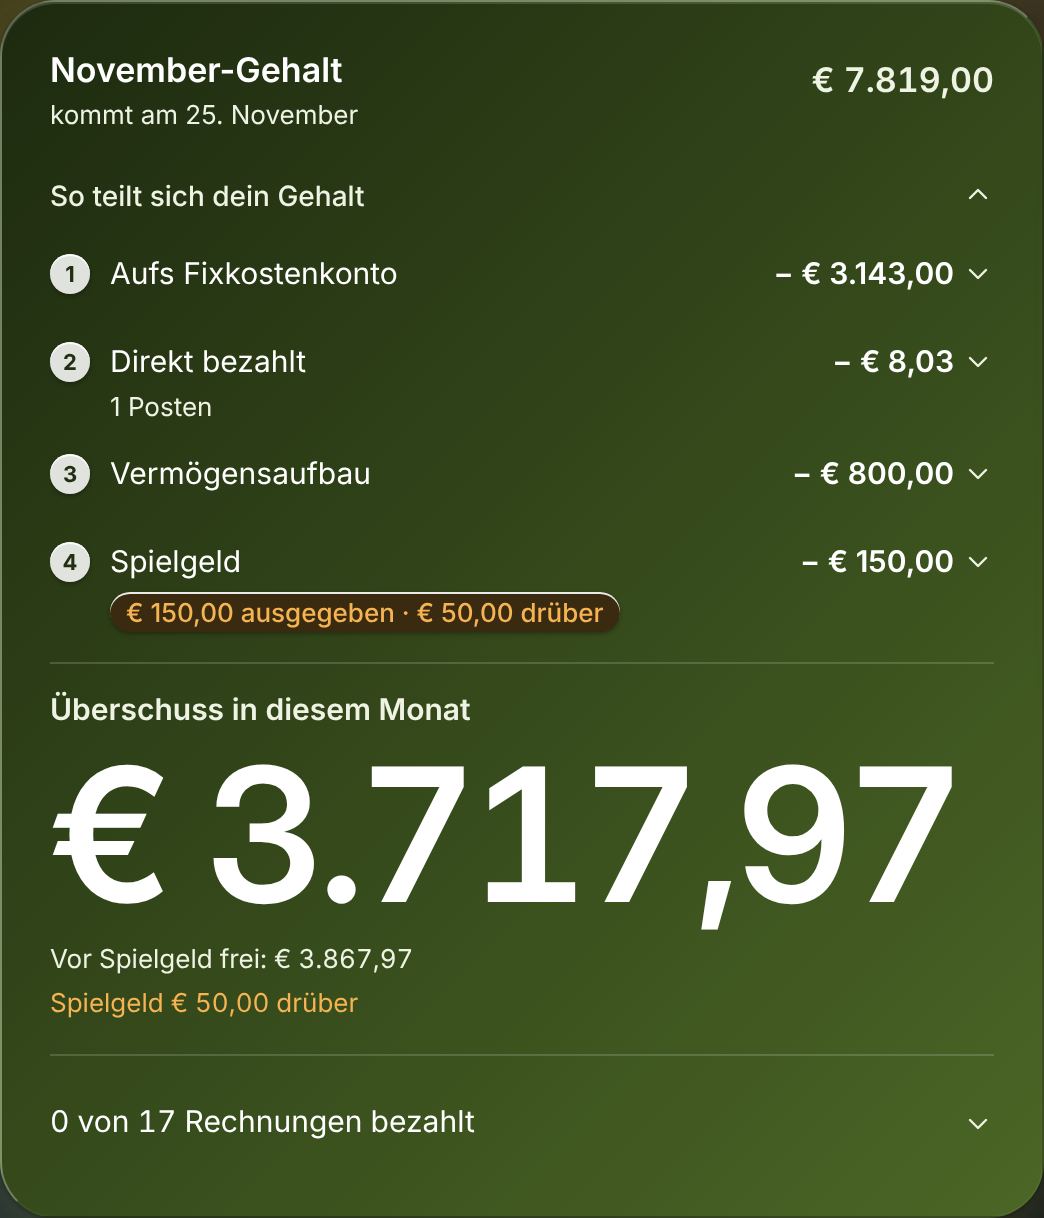 November-Gehalt
€ 7.819,00
kommt am 25. November
So teilt sich dein Gehalt
1 Aufs Fixkostenkonto – € 3.143,00
2 Direkt bezahlt – € 8,03
1 Posten
3 Vermögensaufbau – € 800,00
4 Spielgeld – € 150,00
€ 150,00 ausgegeben · € 50,00 drüber
Überschuss in diesem Monat
€ 3.717,97
Vor Spielgeld frei: € 3.867,97
Spielgeld € 50,00 drüber
0 von 17 Rechnungen bezahlt